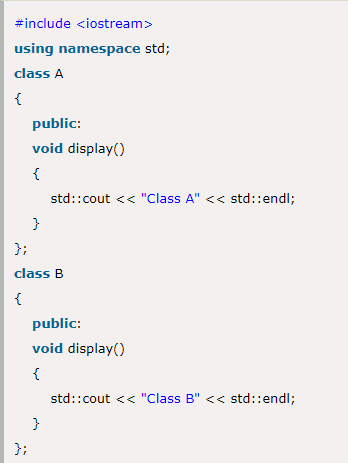 #include <iostream>
using namespace std;
class A
{
public:
void display()
{
std::cout << "Class A" << std::endl;
}
};
class B
{
public:
void display()
{
std::cout << "Class B" << std::endl;
}
};